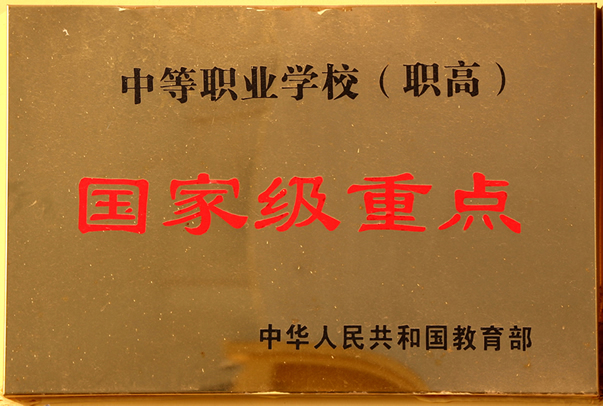 中等职业学校（职高）
国家级重点
中华人民共和国教育部